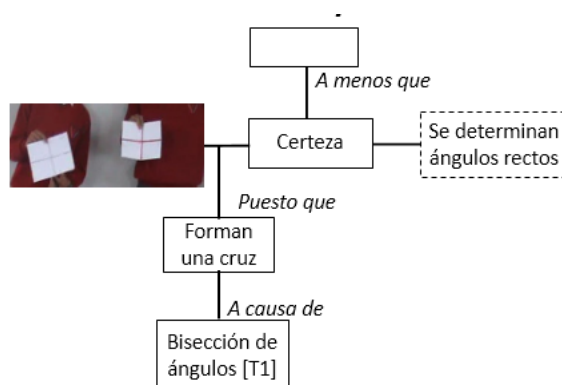 A menos que
Certeza
Se determinan
ángulos rectos
Puesto que
Forman
una cruz
A causa de
Bisección de
ángulos [T1]